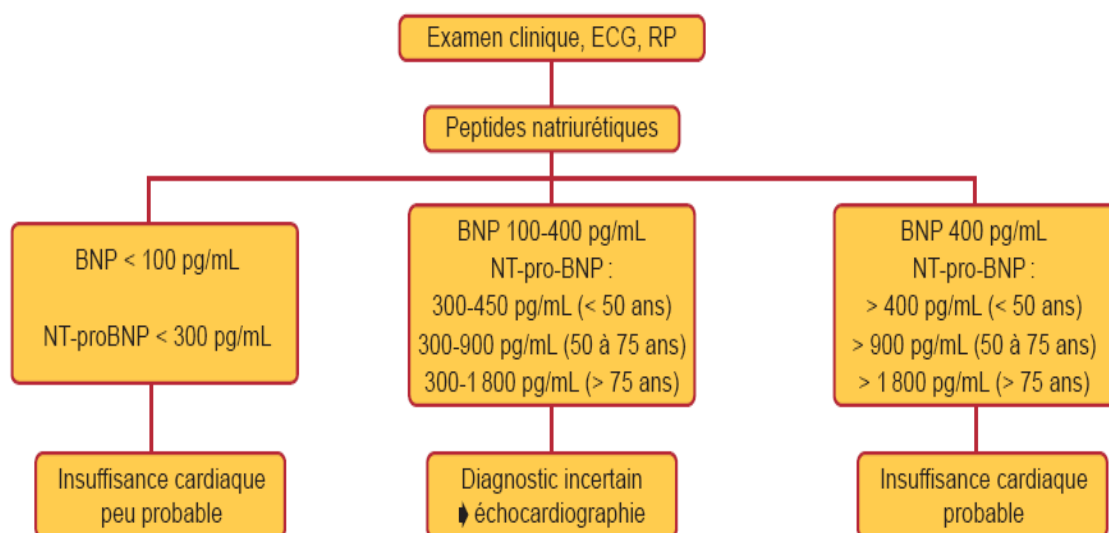 Examen clinique, ECG, RP
Peptides natriurétiques
BNP < 100 pg/mL
NT-proBNP < 300 pg/mL
BNP 100-400 pg/mL
NT-pro-BNP :
300-450 pg/mL (< 50 ans)
300-900 pg/mL (50 à 75 ans)
300-1 800 pg/mL (> 75 ans)
BNP 400 pg/mL
NT-pro-BNP :
> 400 pg/mL (< 50 ans)
> 900 pg/mL (50 à 75 ans)
> 1 800 pg/mL (> 75 ans)
Insuffisance cardiaque
peu probable
Diagnostic incertain
➧ échocardiographie
Insuffisance cardiaque
probable